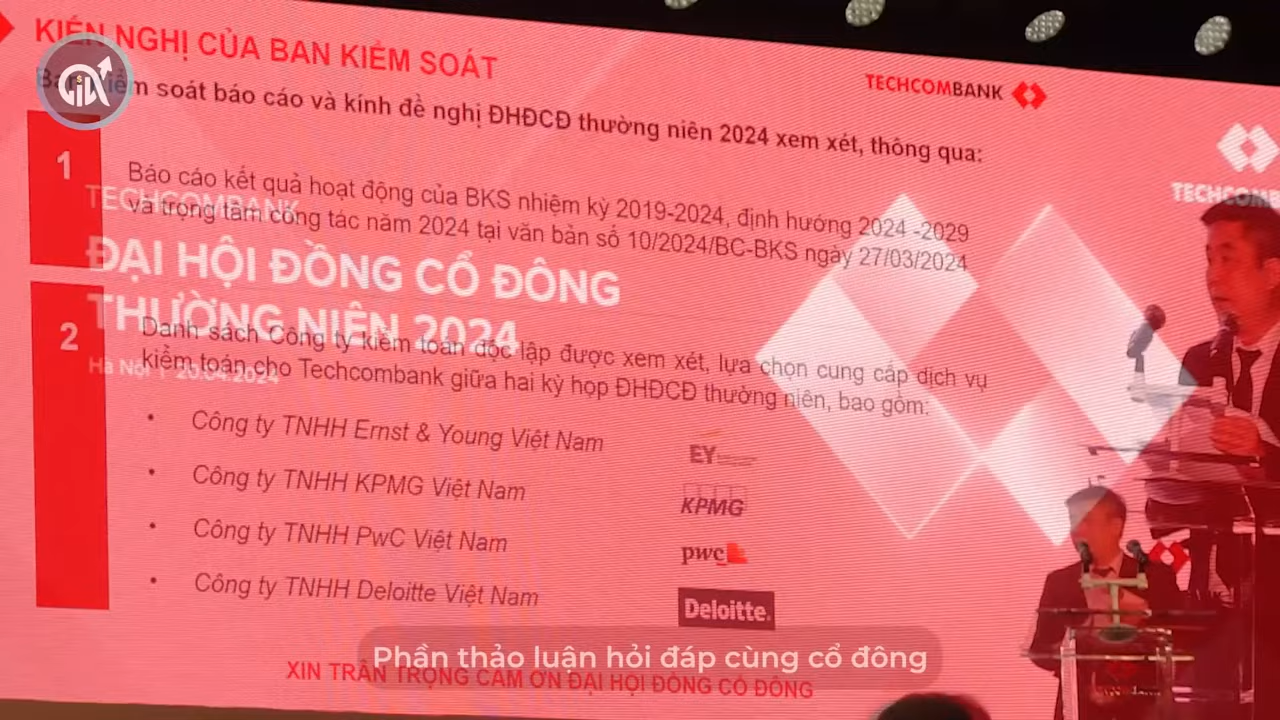 KIẾN NGHỊ CỦA BAN KIỂM SOÁT
Ban kiểm soát báo cáo và kính đề nghị ĐHĐCĐ thường niên 2024 xem xét, thông qua:
TECHCOMBANK
TECHCOMB
1
Báo cáo kết quả hoạt động của BKS nhiệm kỳ 2019-2024, định hướng 2024 -2029
và trọng tâm công tác năm 2024 tại văn bản số 10/2024/BC-BKS ngày 27/03/2024
TECHCOMBANK
ĐẠI HỘI ĐỒNG CỔ ĐÔNG
THƯỜNG NIÊN 2024
Hà Nội | 20.04.2024
2
Danh sách Công ty kiểm toán độc lập được xem xét, lựa chọn cung cấp dịch vụ
kiểm toán cho Techcombank giữa hai kỳ họp ĐHĐCĐ thường niên, bao gồm:
• Công ty TNHH Ernst & Young Việt Nam
EY
• Công ty TNHH KPMG Việt Nam
KPMG
• Công ty TNHH PwC Việt Nam
pwc
• Công ty TNHH Deloitte Việt Nam
Deloitte.
Phần thảo luận hỏi đáp cùng cổ đông
XIN TRÂN TRỌNG CẢM ƠN ĐẠI HỘI ĐỒNG CỔ ĐÔNG